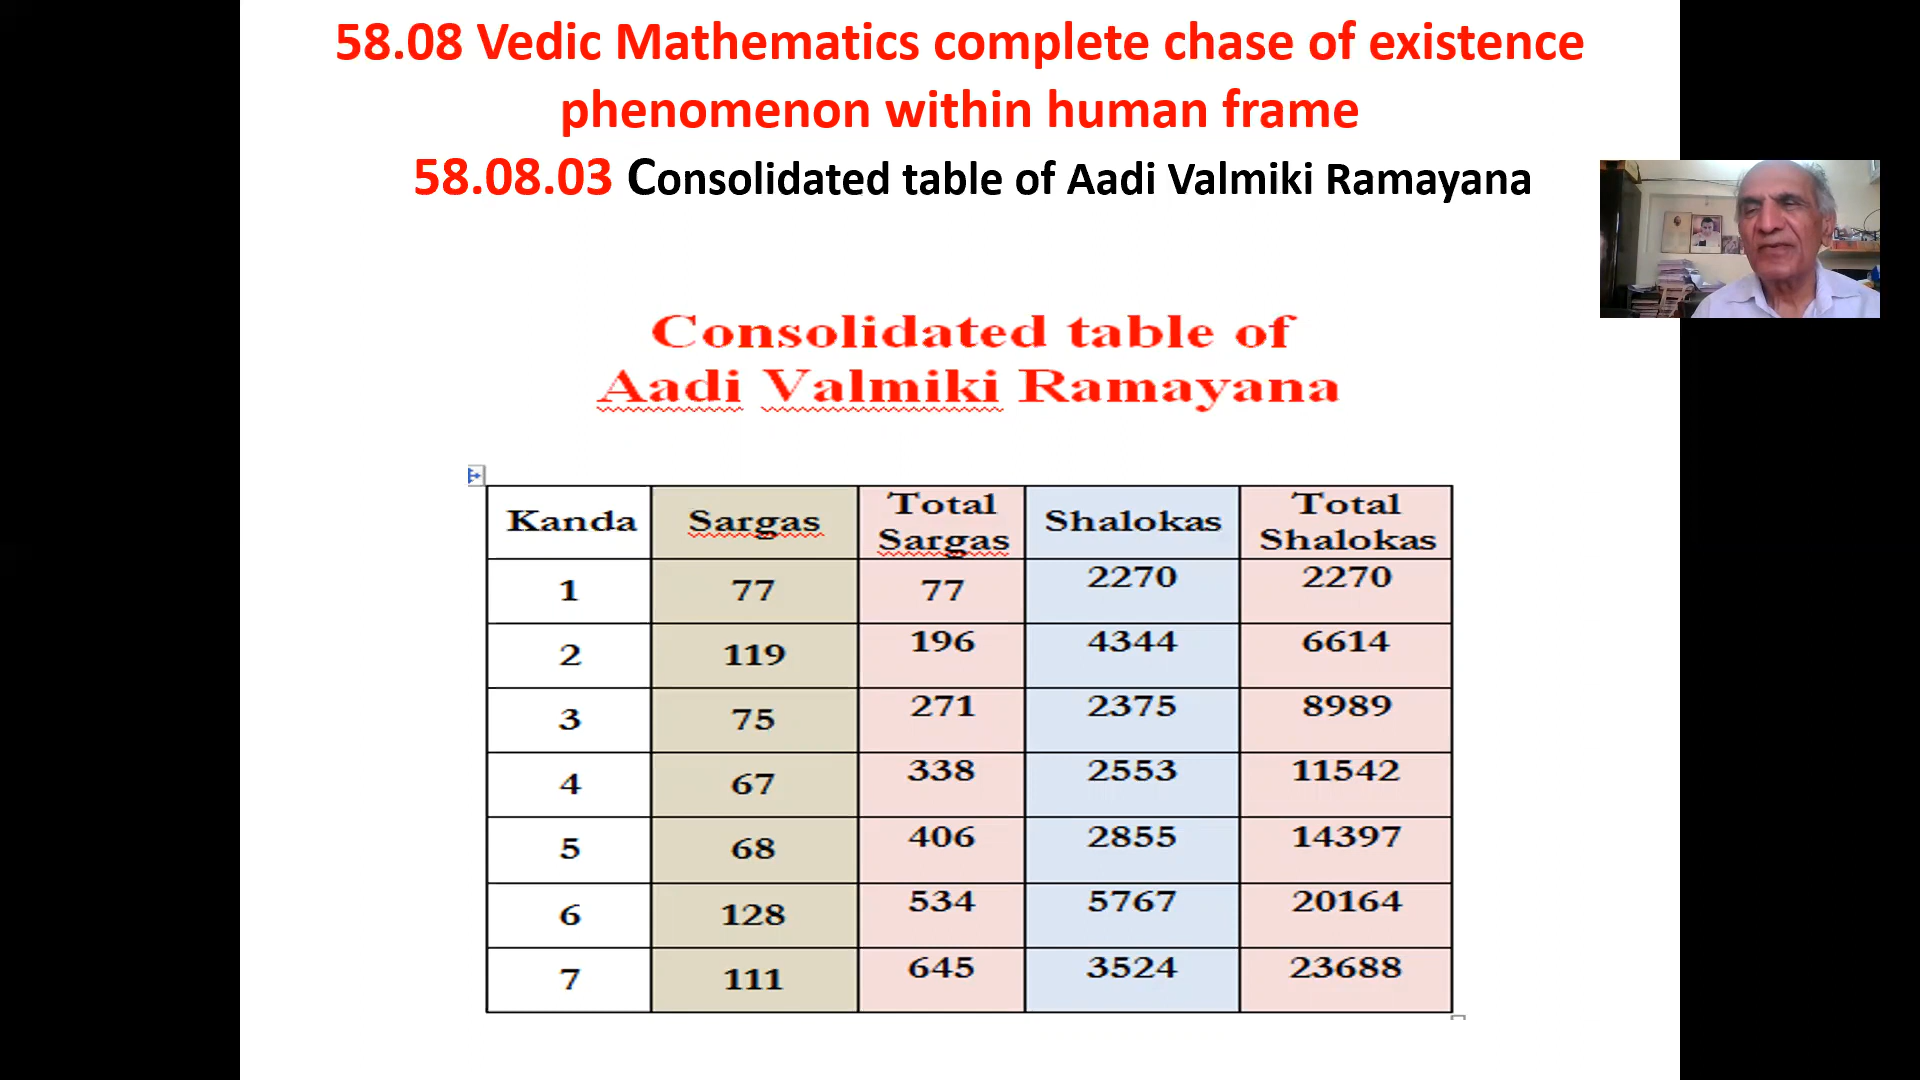 58.08 Vedic Mathematics complete chase of existence
phenomenon within human frame
58.08.03 Consolidated table of Aadi Valmiki Ramayana
Consolidated table of
Aadi Valmiki Ramayana
Kanda Sargas Total Sargas Shalokas Total Shalokas
1 77 77 2270 2270
2 119 196 4344 6614
3 75 271 2375 8989
4 67 338 2553 11542
5 68 406 2855 14397
6 128 534 5767 20164
7 111 645 3524 23688